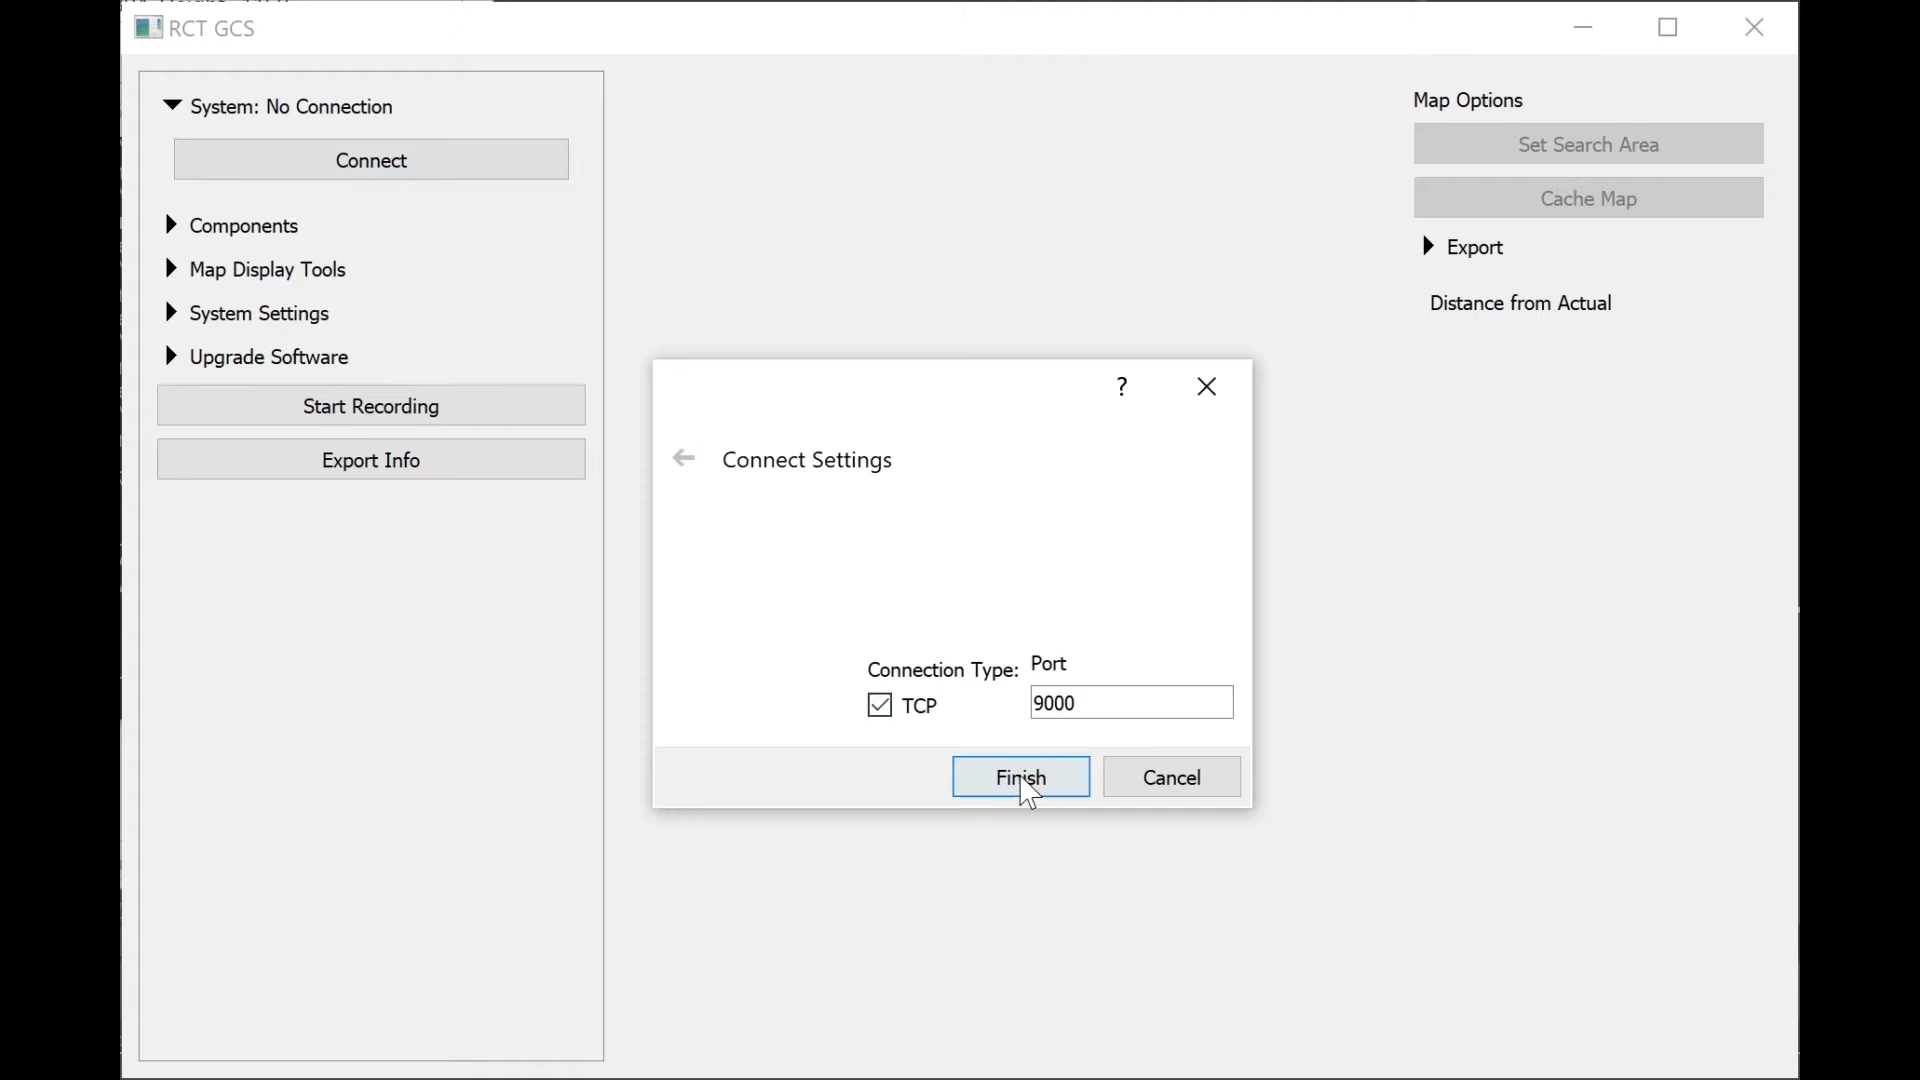 RCT GCS
System: No Connection
Connect
Components
Map Display Tools
System Settings
Upgrade Software
Start Recording
Export Info
Map Options
Set Search Area
Cache Map
Export
Distance from Actual
?
Connect Settings
Connection Type:
TCP
Port
9000
Finish
Cancel